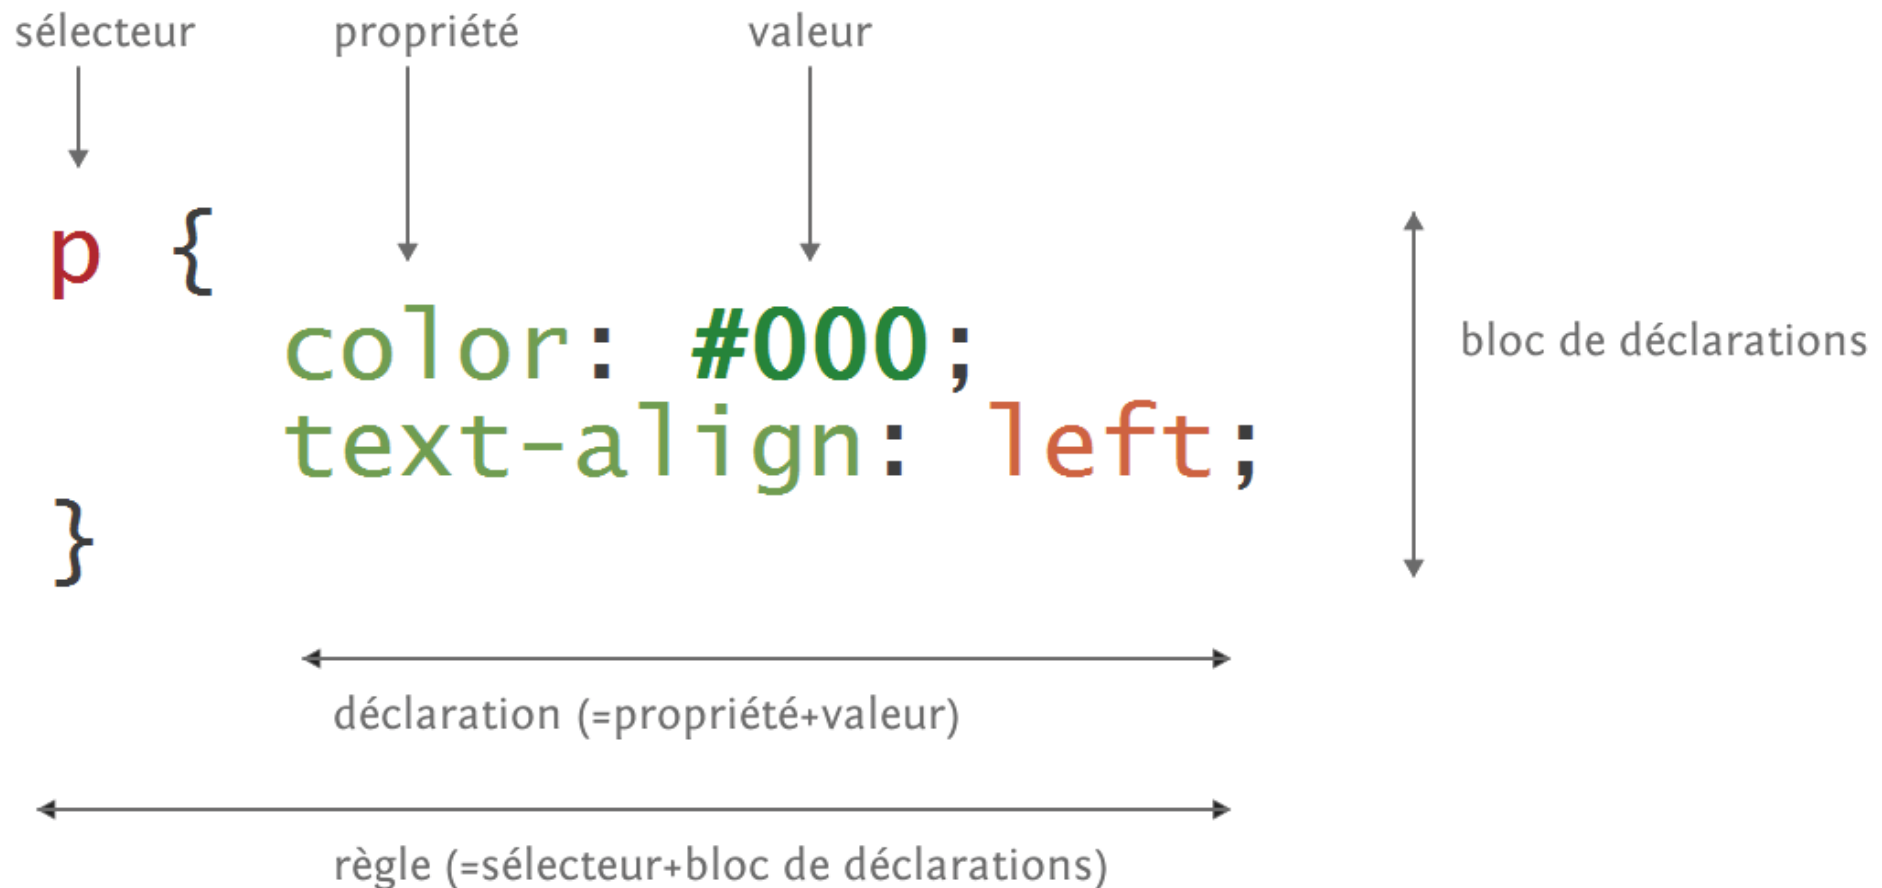 sélecteur propriété valeur
p {
color: #000;
bloc de déclarations
text-align: left;
}
déclaration (=propriété+valeur)
règle (=sélecteur+bloc de déclarations)